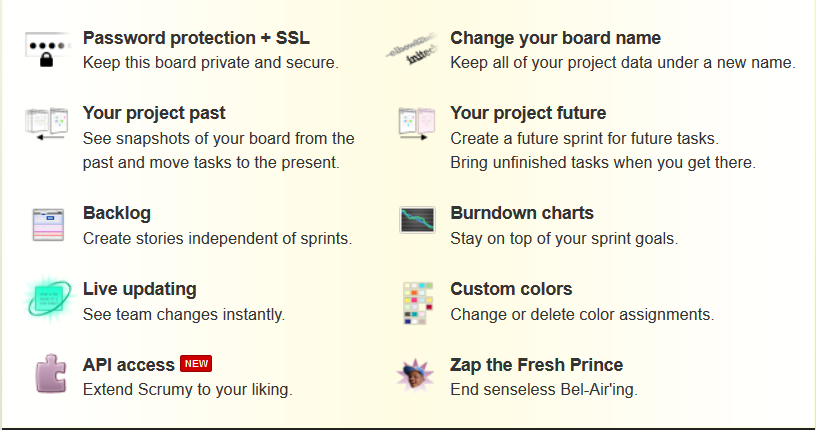 Password protection + SSL
Keep this board private and secure.
Change your board name
Keep all of your project data under a new name.
Your project past
See snapshots of your board from the
past and move tasks to the present.
Your project future
Create a future sprint for future tasks.
Bring unfinished tasks when you get there.
Backlog
Create stories independent of sprints.
Burndown charts
Stay on top of your sprint goals.
Live updating
See team changes instantly.
Custom colors
Change or delete color assignments.
API access NEW
Extend Scrumy to your liking.
Zap the Fresh Prince
End senseless Bel-Air'ing.